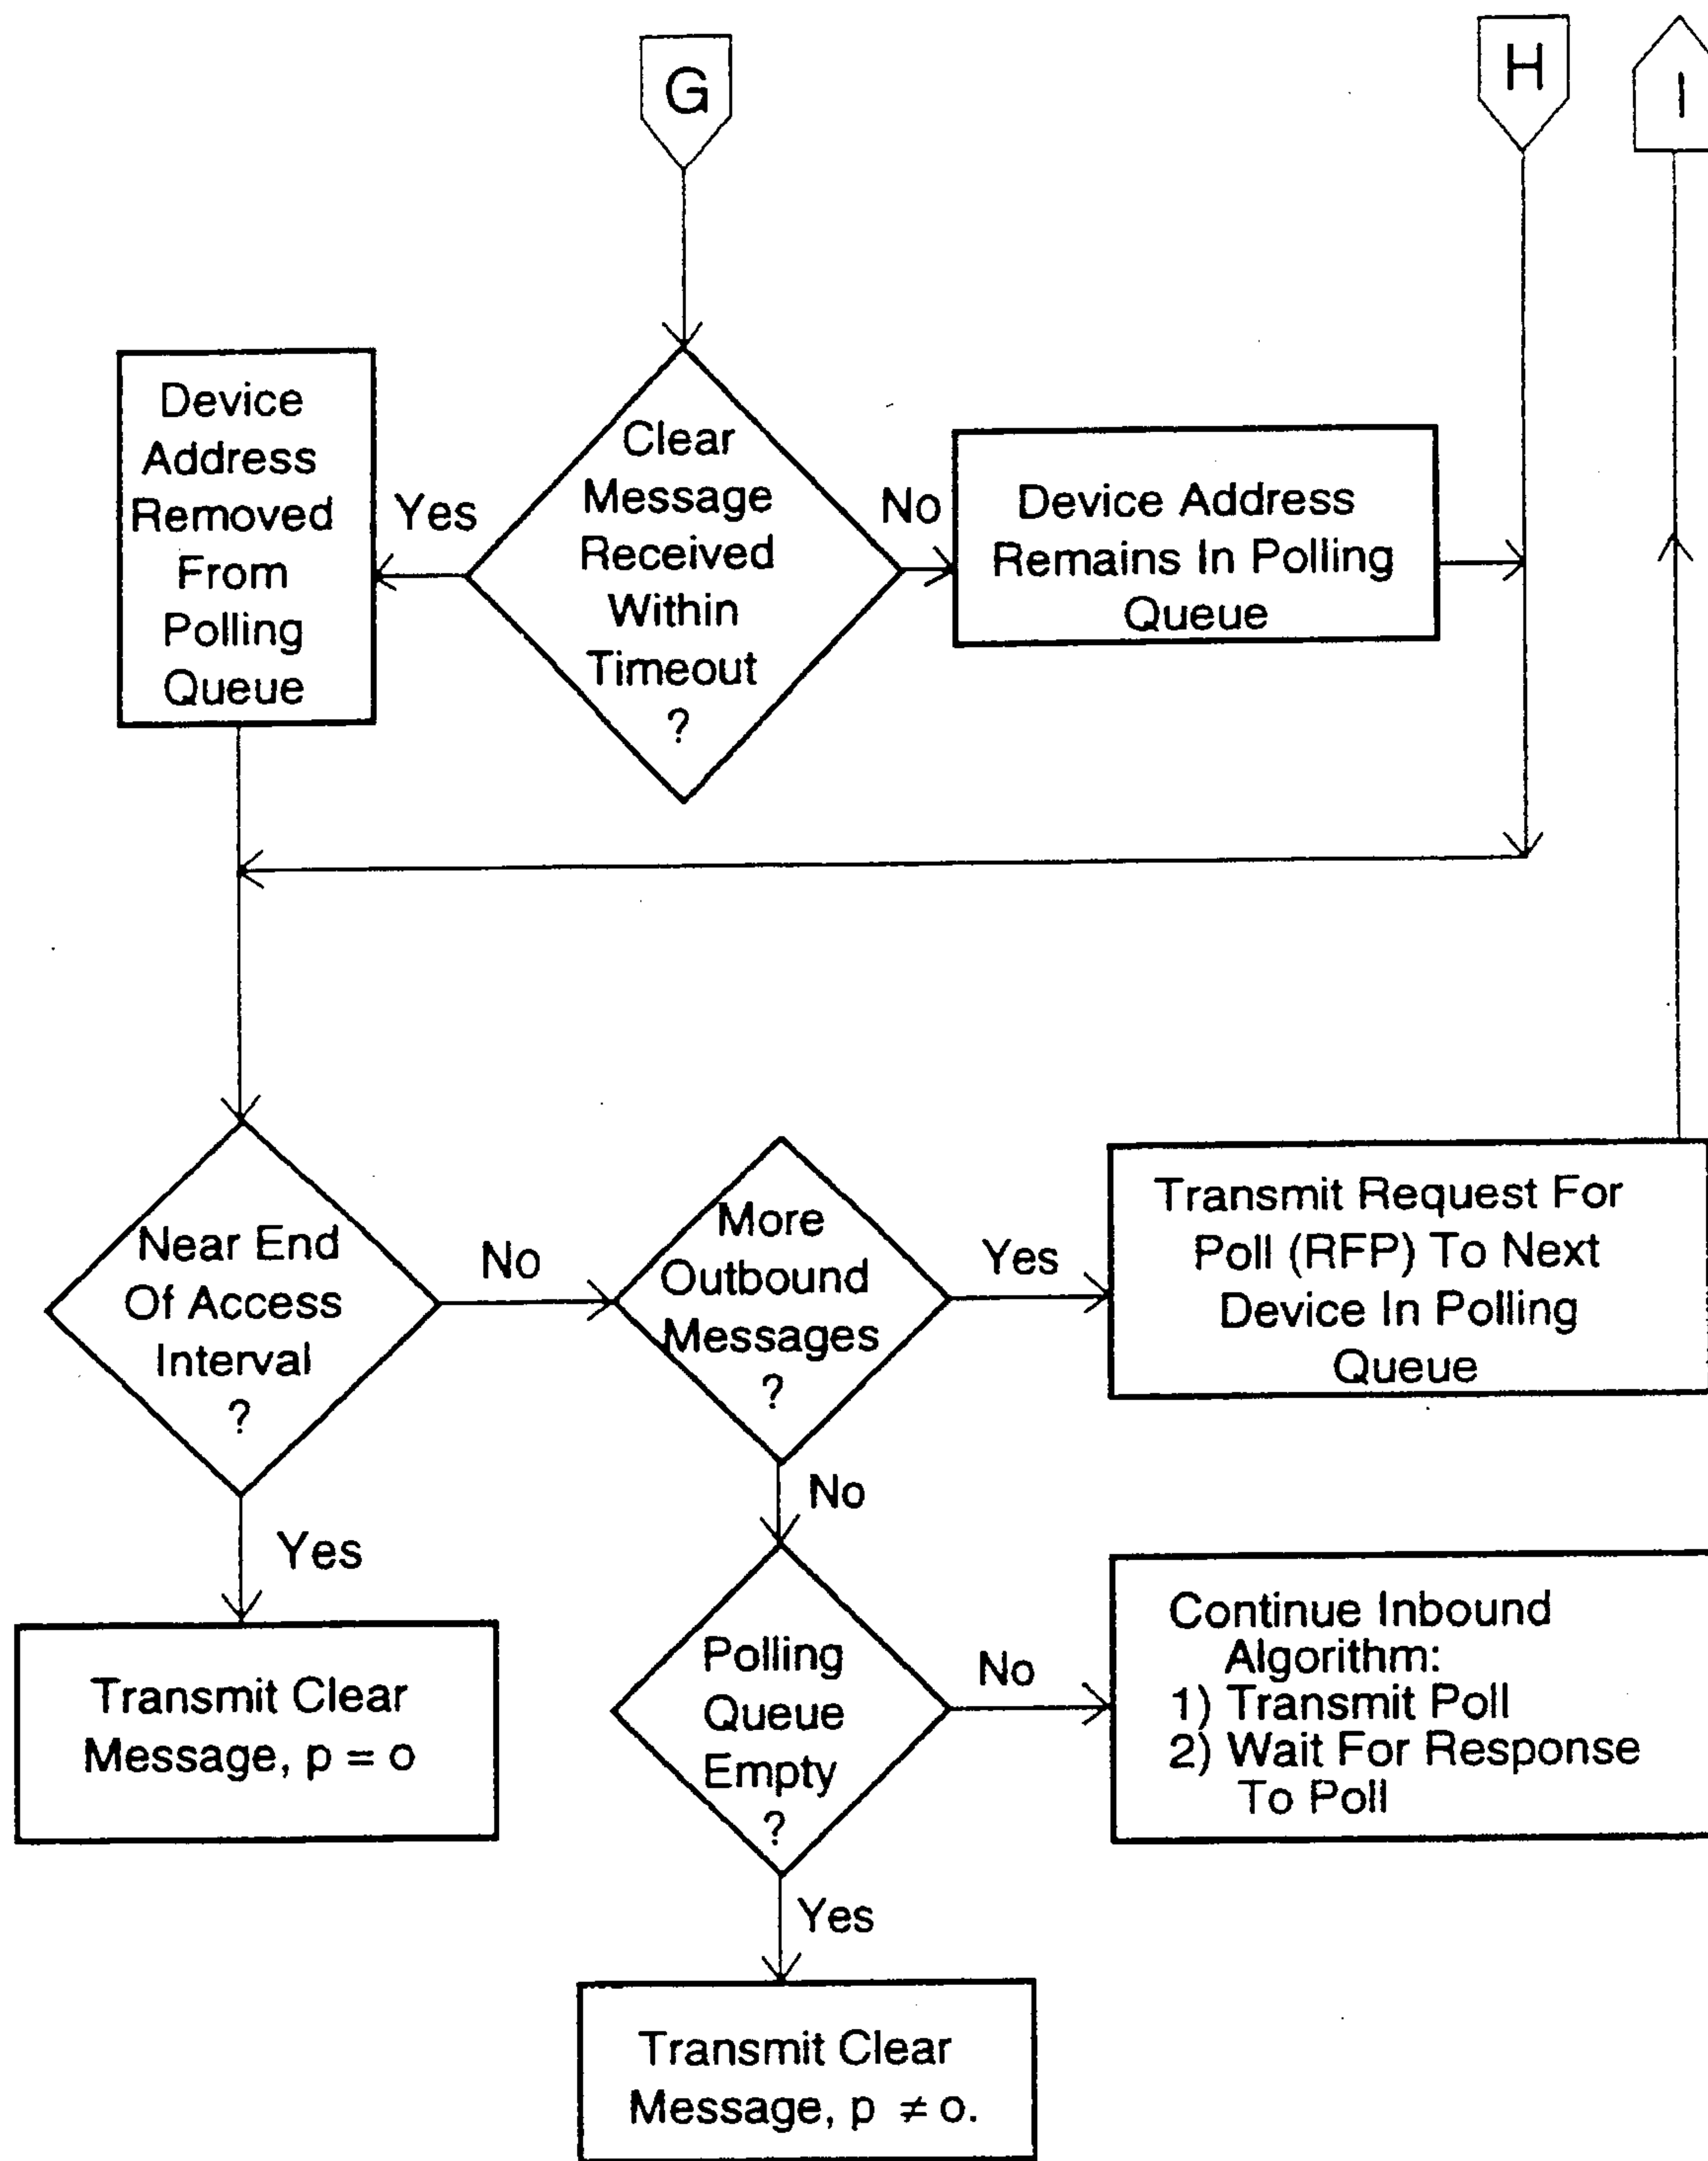 G
H
I
Device
Address
Removed
From
Polling
Queue
Yes
Clear
Message
Received
Within
Timeout
?
No
Device Address
Remains In Polling
Queue
Near End
Of Access
Interval
?
No
More
Outbound
Messages
?
Yes
Transmit Request For
Poll (RFP) To Next
Device In Polling
Queue
Yes
No
Transmit Clear
Message, p = o
Polling
Queue
Empty
?
No
Continue Inbound
Algorithm:
1) Transmit Poll
2) Wait For Response
To Poll
Yes
Transmit Clear
Message, p ≠ o.